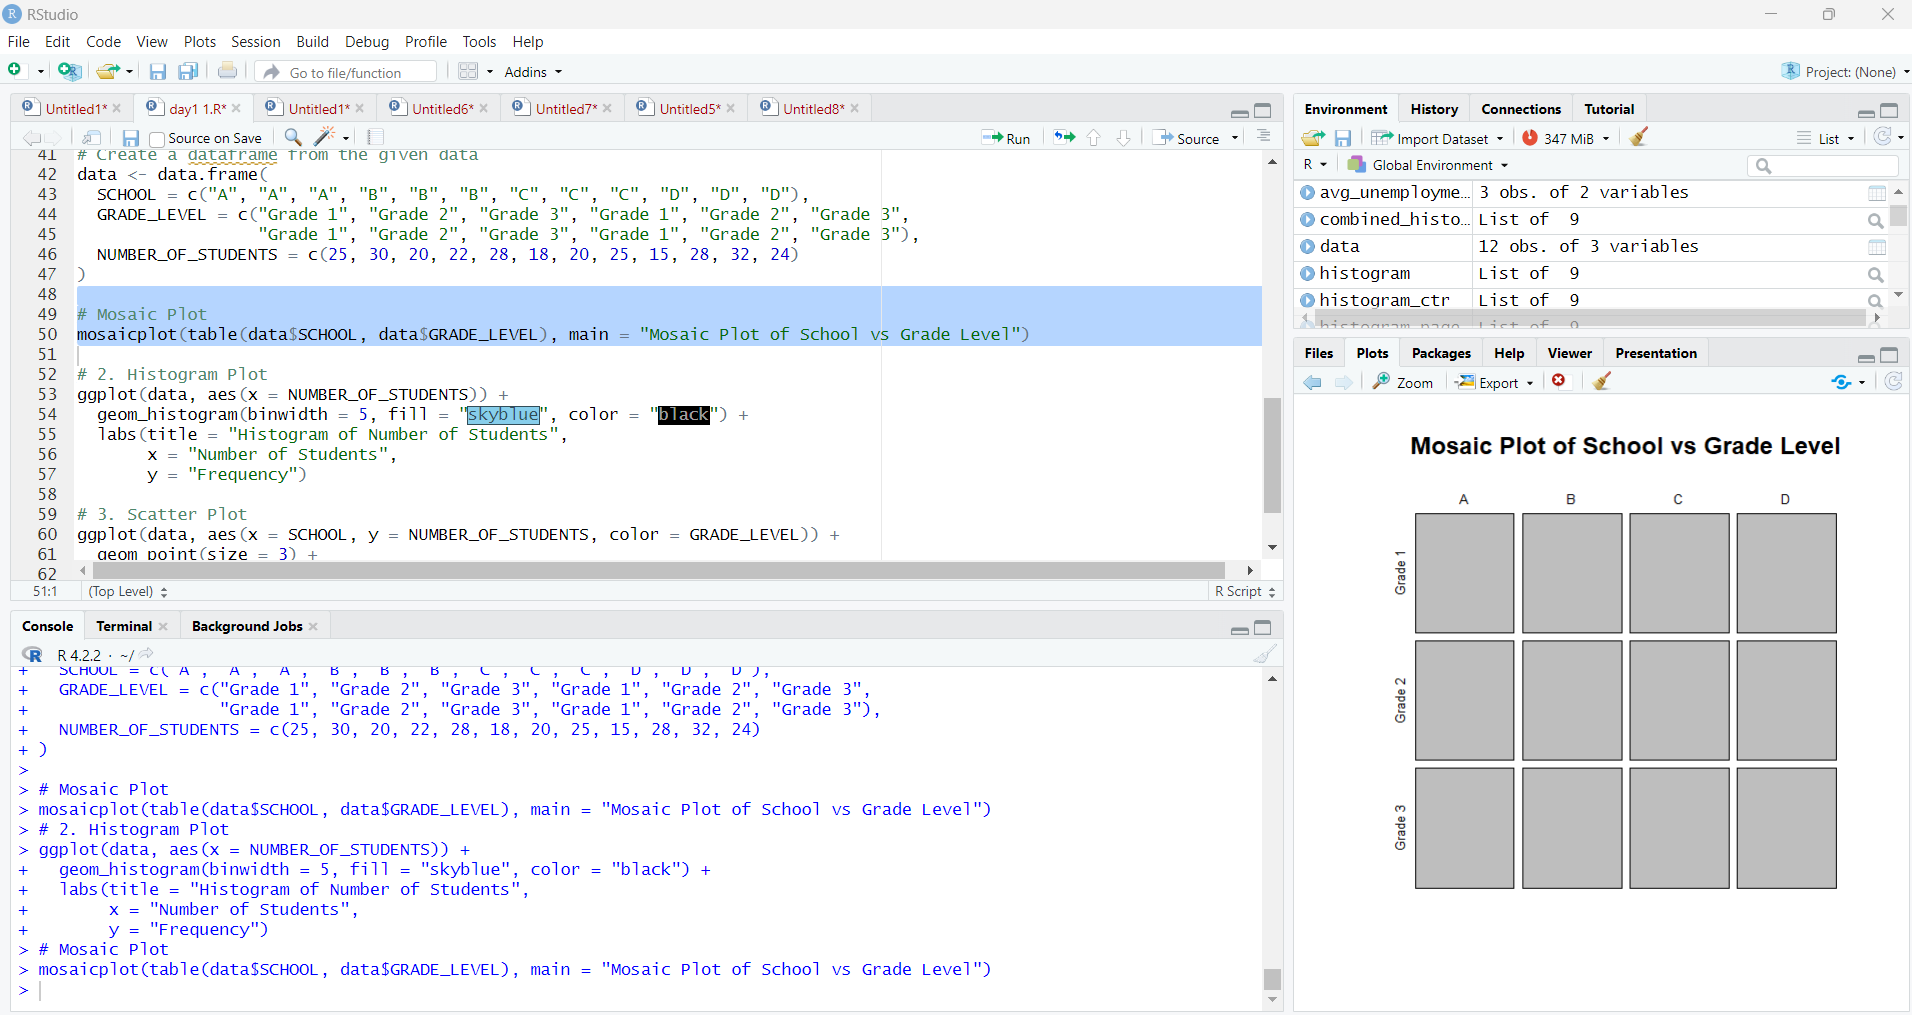 RStudio
File Edit Code View Plots Session Build Debug Profile Tools Help
Go to file/function Addins Project: (None)
Untitled1* day1 1.R* Untitled1* Untitled6* Untitled7* Untitled5* Untitled8*
Source on Save Run Source
41 # Create a dataframe from the given data
42 data <- data.frame(
43 SCHOOL = c("A", "A", "A", "B", "B", "B", "C", "C", "C", "D", "D", "D"),
44 GRADE_LEVEL = c("Grade 1", "Grade 2", "Grade 3", "Grade 1", "Grade 2", "Grade 3",
45 "Grade 1", "Grade 2", "Grade 3", "Grade 1", "Grade 2", "Grade 3"),
46 NUMBER_OF_STUDENTS = c(25, 30, 20, 22, 28, 18, 20, 25, 15, 28, 32, 24)
47 )
48
49 # Mosaic Plot
50 mosaicplot(table(data$SCHOOL, data$GRADE_LEVEL), main = "Mosaic Plot of School vs Grade Level")
51
52 # 2. Histogram Plot
53 ggplot(data, aes(x = NUMBER_OF_STUDENTS)) +
54 geom_histogram(binwidth = 5, fill = "skyblue", color = "black") +
55 labs(title = "Histogram of Number of Students",
56 x = "Number of Students",
57 y = "Frequency")
58
59 # 3. Scatter Plot
60 ggplot(data, aes(x = SCHOOL, y = NUMBER_OF_STUDENTS, color = GRADE_LEVEL)) +
61 geom_point(size = 3) +
62
51:1 (Top Level) R Script
Console Terminal Background Jobs
R 4.2.2 · ~/
+ SCHOOL = c("A", "A", "A", "B", "B", "B", "C", "C", "C", "D", "D", "D"),
+ GRADE_LEVEL = c("Grade 1", "Grade 2", "Grade 3", "Grade 1", "Grade 2", "Grade 3",
+ "Grade 1", "Grade 2", "Grade 3", "Grade 1", "Grade 2", "Grade 3"),
+ NUMBER_OF_STUDENTS = c(25, 30, 20, 22, 28, 18, 20, 25, 15, 28, 32, 24)
+ )
>
> # Mosaic Plot
> mosaicplot(table(data$SCHOOL, data$GRADE_LEVEL), main = "Mosaic Plot of School vs Grade Level")
> # 2. Histogram Plot
> ggplot(data, aes(x = NUMBER_OF_STUDENTS)) +
+ geom_histogram(binwidth = 5, fill = "skyblue", color = "black") +
+ labs(title = "Histogram of Number of Students",
+ x = "Number of Students",
+ y = "Frequency")
> # Mosaic Plot
> mosaicplot(table(data$SCHOOL, data$GRADE_LEVEL), main = "Mosaic Plot of School vs Grade Level")
>
Environment History Connections Tutorial
Import Dataset 347 MiB List
R Global Environment
avg_unemployme… 3 obs. of 2 variables
combined_histo… List of 9
data 12 obs. of 3 variables
histogram List of 9
histogram_ctr List of 9
histogram_page List of 9
Files Plots Packages Help Viewer Presentation
Zoom Export
Mosaic Plot of School vs Grade Level
A B C D
Grade 1
Grade 2
Grade 3